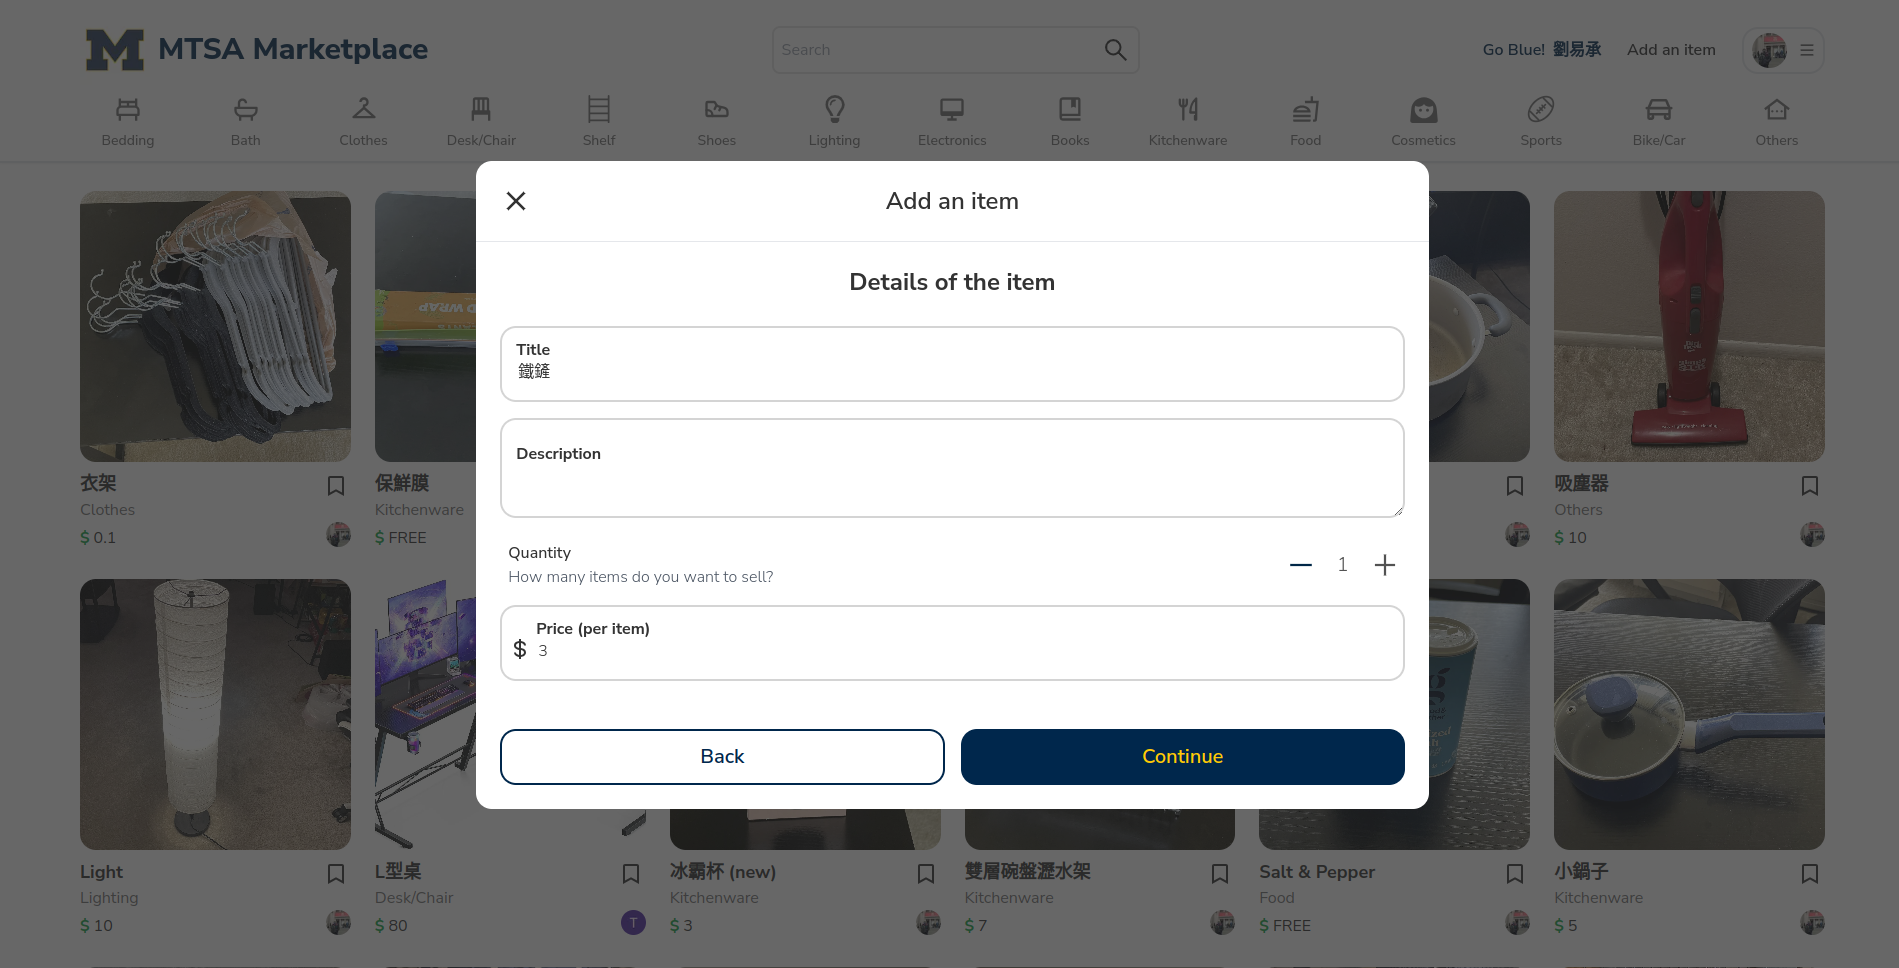 MTSA Marketplace
Search
Go Blue! 劉易承
Add an item
Bedding
Bath
Clothes
Desk/Chair
Shelf
Shoes
Lighting
Electronics
Books
Kitchenware
Food
Cosmetics
Sports
Bike/Car
Others
Add an item
Details of the item
Title
鐵鏟
Description
Quantity
How many items do you want to sell?
1
Price (per item)
$ 3
Back
Continue
衣架
Clothes
$ 0.1
保鮮膜
Kitchenware
$ FREE
吸塵器
Others
$ 10
Light
Lighting
$ 10
L型桌
Desk/Chair
$ 80
T
冰霸杯 (new)
Kitchenware
$ 3
雙層碗盤瀝水架
Kitchenware
$ 7
Salt & Pepper
Food
$ FREE
小鍋子
Kitchenware
$ 5